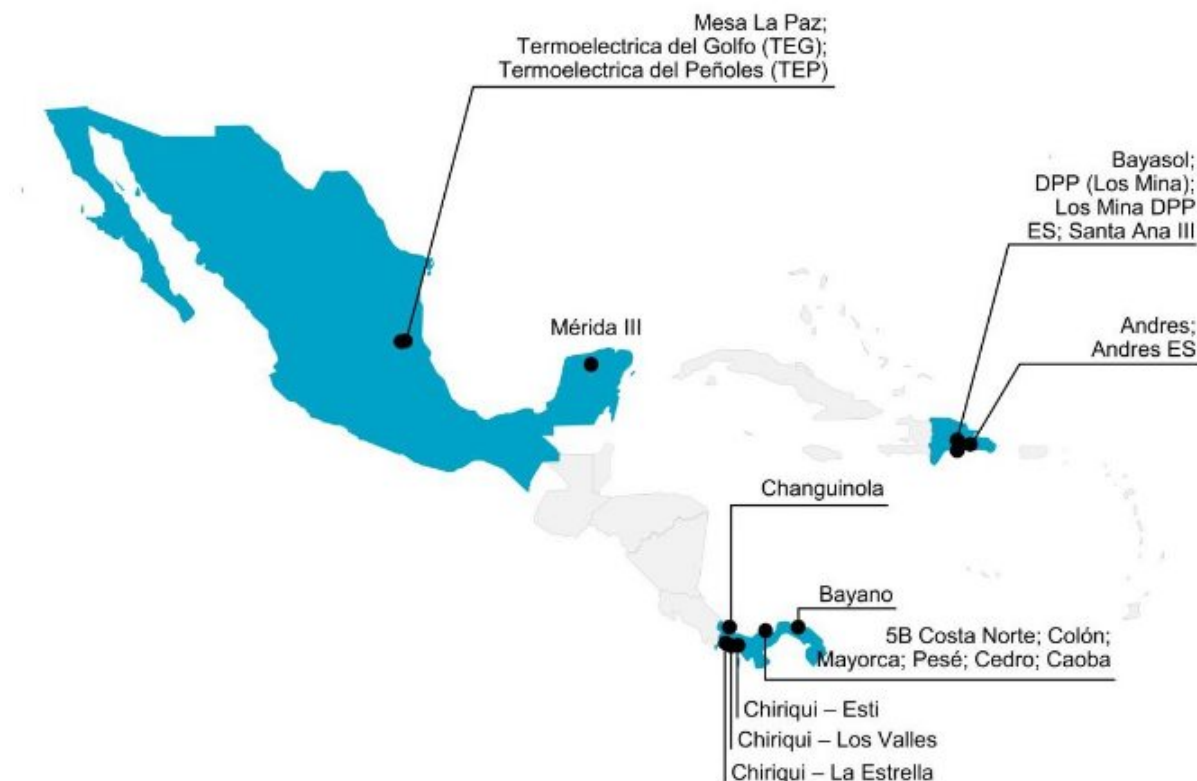 Mesa La Paz;
Termoelectrica del Golfo (TEG);
Termoelectrica del Peñoles (TEP)
Bayasol;
DPP (Los Mina);
Los Mina DPP
ES; Santa Ana III
Mérida III
Andres;
Andres ES
Changuinola
Bayano
5B Costa Norte; Colón;
Mayorca; Pesé; Cedro; Caoba
Chiriqui – Esti
Chiriqui – Los Valles
Chiriqui – La Estrella